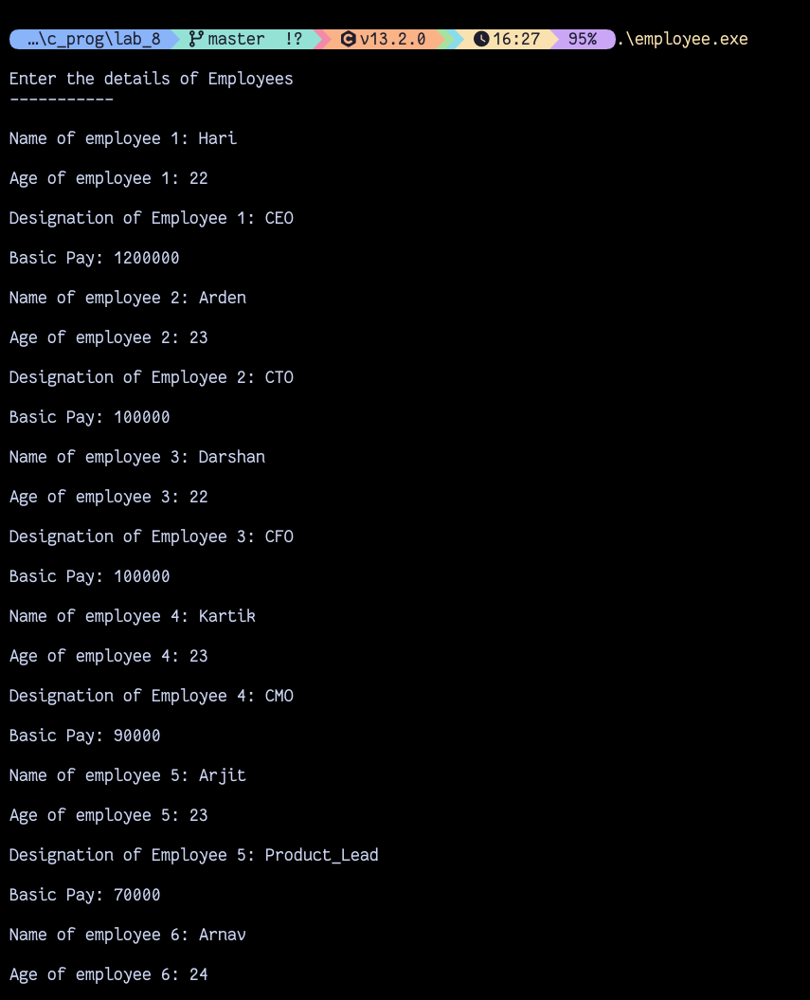 …\c_prog\lab_8 master !? v13.2.0 16:27 95% .\employee.exe
Enter the details of Employees
-----------
Name of employee 1: Hari
Age of employee 1: 22
Designation of Employee 1: CEO
Basic Pay: 1200000
Name of employee 2: Arden
Age of employee 2: 23
Designation of Employee 2: CTO
Basic Pay: 100000
Name of employee 3: Darshan
Age of employee 3: 22
Designation of Employee 3: CFO
Basic Pay: 100000
Name of employee 4: Kartik
Age of employee 4: 23
Designation of Employee 4: CMO
Basic Pay: 90000
Name of employee 5: Arjit
Age of employee 5: 23
Designation of Employee 5: Product_Lead
Basic Pay: 70000
Name of employee 6: Arnav
Age of employee 6: 24